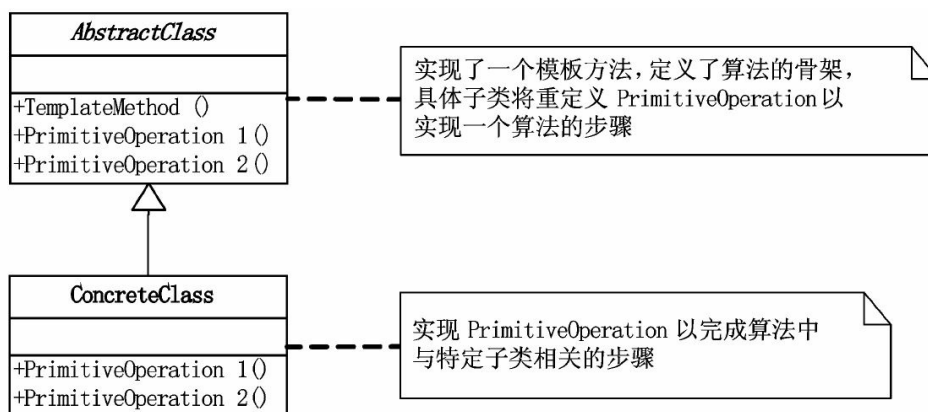 AbstractClass
+TemplateMethod ()
+PrimitiveOperation 1()
+PrimitiveOperation 2()
实现了一个模板方法，定义了算法的骨架，
具体子类将重定义 PrimitiveOperation 以
实现一个算法的步骤
ConcreteClass
+PrimitiveOperation 1()
+PrimitiveOperation 2()
实现 PrimitiveOperation 以完成算法中
与特定子类相关的步骤